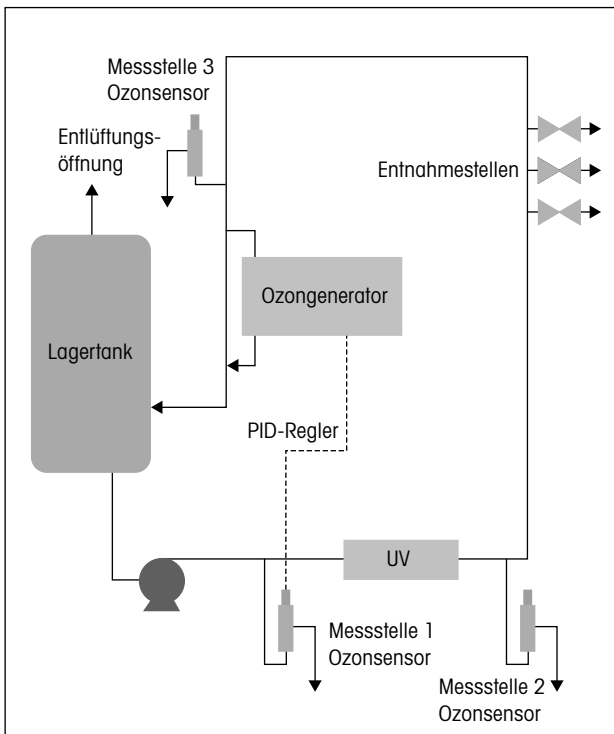 Messstelle 3
Ozonsensor
Entlüftungs-
öffnung
Entnahmestellen
Ozongenerator
Lagertank
PID-Regler
UV
Messstelle 1
Ozonsensor
Messstelle 2
Ozonsensor